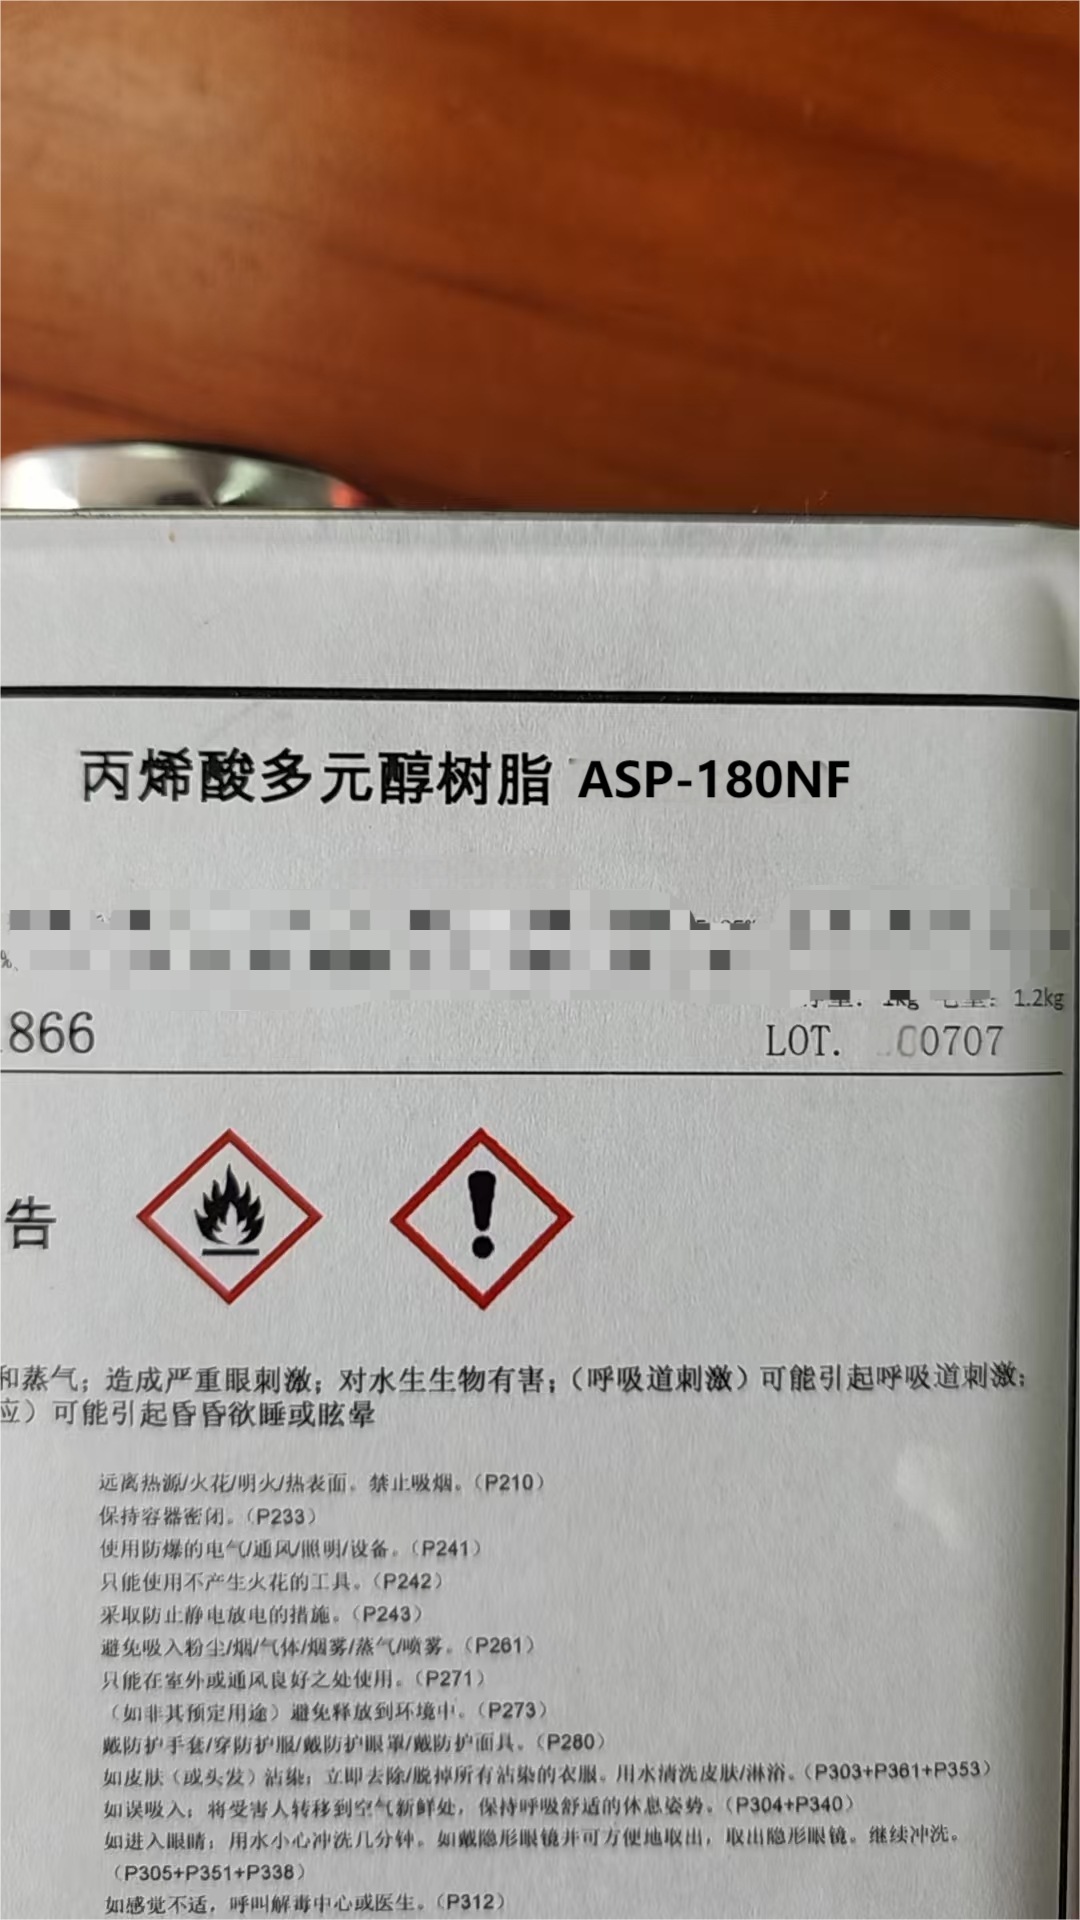 丙烯酸多元醇树脂 ASP-180NF
%、
1.2kg
866
LOT. 00707
告
和蒸气；造成严重眼刺激；对水生生物有害；（呼吸道刺激）可能引起呼吸道刺激；
应）可能引起昏昏欲睡或眩晕
远离热源/火花/明火/热表面。禁止吸烟。（P210）
保持容器密闭。（P233）
使用防爆的电气/通风/照明/设备。（P241）
只能使用不产生火花的工具。（P242）
采取防止静电放电的措施。（P243）
避免吸入粉尘/烟/气体/烟雾/蒸气/喷雾。（P261）
只能在室外或通风良好之处使用。（P271）
（如非其预定用途）避免释放到环境中。（P273）
戴防护手套/穿防护服/戴防护眼罩/戴防护面具。（P280）
如皮肤（或头发）沾染：立即去除/脱掉所有沾染的衣服。用水清洗皮肤/淋浴。（P303+P361+P353）
如误吸入：将受害人转移到空气新鲜处，保持呼吸舒适的休息姿势。（P304+P340）
如进入眼睛：用水小心冲洗几分钟。如戴隐形眼镜并可方便地取出，取出隐形眼镜。继续冲洗。
（P305+P351+P338）
如感觉不适，呼叫解毒中心或医生。（P312）